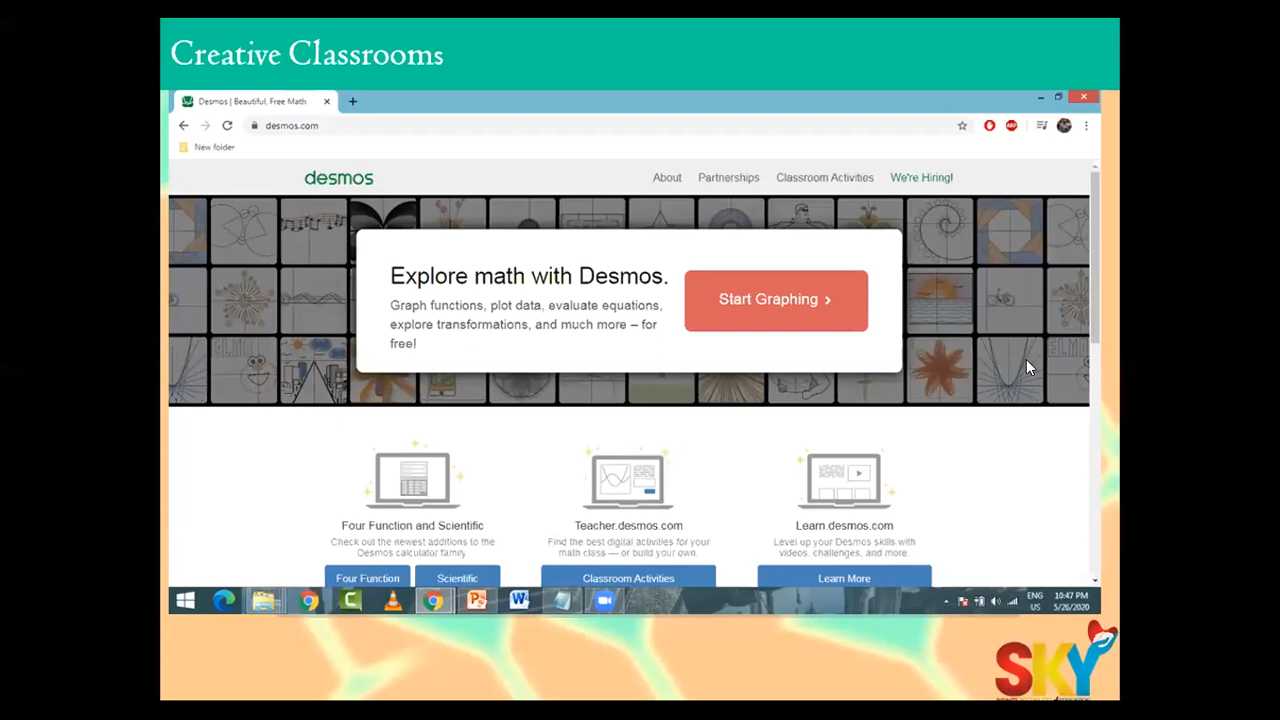 Creative Classrooms
Desmos | Beautiful, Free Math
desmos.com
New folder
desmos
About Partnerships Classroom Activities We're Hiring!
Explore math with Desmos.
Graph functions, plot data, evaluate equations,
explore transformations, and much more – for
free!
Start Graphing ›
Four Function and Scientific
Check out the newest additions to the
Desmos calculator family.
Four Function Scientific
Teacher.desmos.com
Find the best digital activities for your
math class — or build your own.
Classroom Activities
Learn.desmos.com
Level up your Desmos skills with
videos, challenges, and more.
Learn More
ENG
US
10:47 PM
5/26/2020
SKY